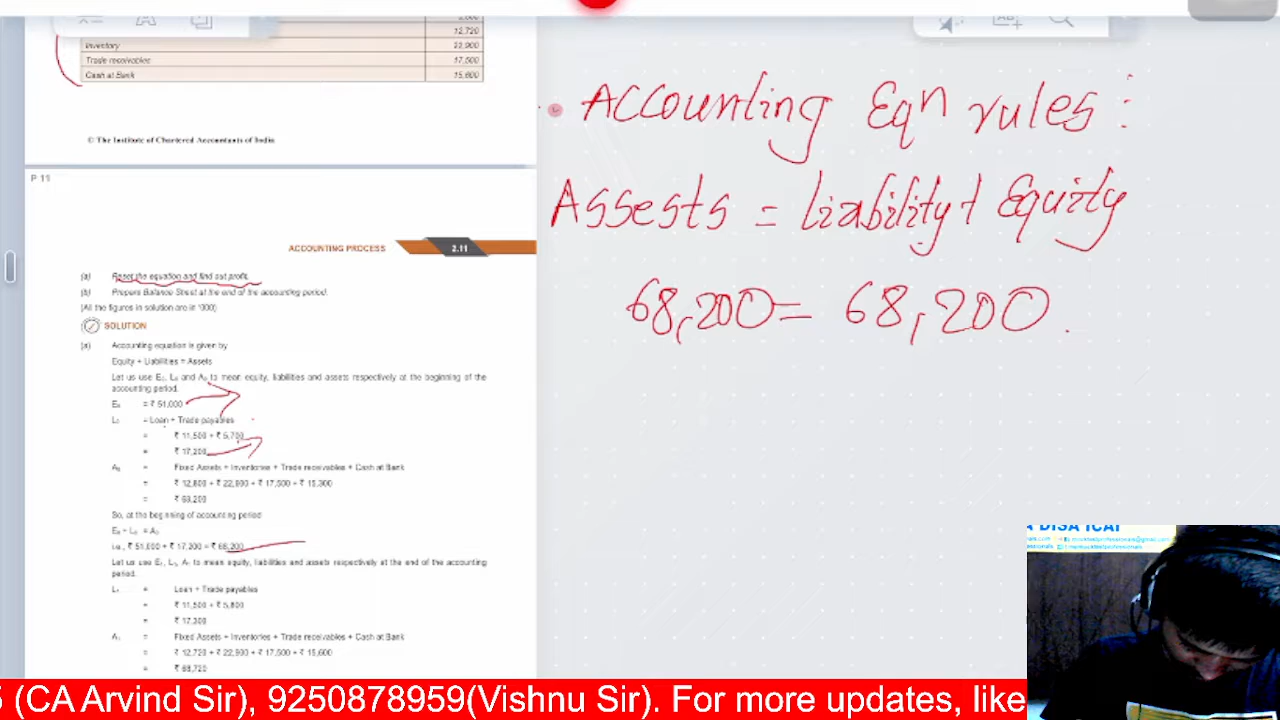 12,720
Inventory 22,900
Trade receivables 17,500
Cash at Bank 15,600
© The Institute of Chartered Accountants of India
P 11
ACCOUNTING PROCESS 2.11
(a) Reset the equation and find out profit.
(b) Prepare Balance Sheet at the end of the accounting period.
(All the figures in solution are in '000)
SOLUTION
(a) Accounting equation is given by
Equity + Liabilities = Assets
Let us use E₀, L₀ and A₀ to mean equity, liabilities and assets respectively at the beginning of the
accounting period.
E₀ = ₹ 51,000
L₀ = Loan + Trade payables
= ₹ 11,500 + ₹ 5,700
= ₹ 17,200
A₀ = Fixed Assets + Inventories + Trade receivables + Cash at Bank
= ₹ 12,800 + ₹ 22,600 + ₹ 17,500 + ₹ 15,300
= ₹ 68,200
So, at the beginning of accounting period
E₀ + L₀ = A₀
i.e., ₹ 51,000 + ₹ 17,200 = ₹ 68,200
Let us use E₁, L₁, A₁ to mean equity, liabilities and assets respectively at the end of the accounting
period.
L₁ = Loan + Trade payables
= ₹ 11,500 + ₹ 5,800
= ₹ 17,300
A₁ = Fixed Assets + Inventories + Trade receivables + Cash at Bank
= ₹ 12,720 + ₹ 22,900 + ₹ 17,500 + ₹ 15,600
= ₹ 68,720
Accounting Eqn rules :
Assests = liability + Equity
68,200 = 68,200 .
DISA ICAI
(CA Arvind Sir), 9250878959(Vishnu Sir). For more updates, like